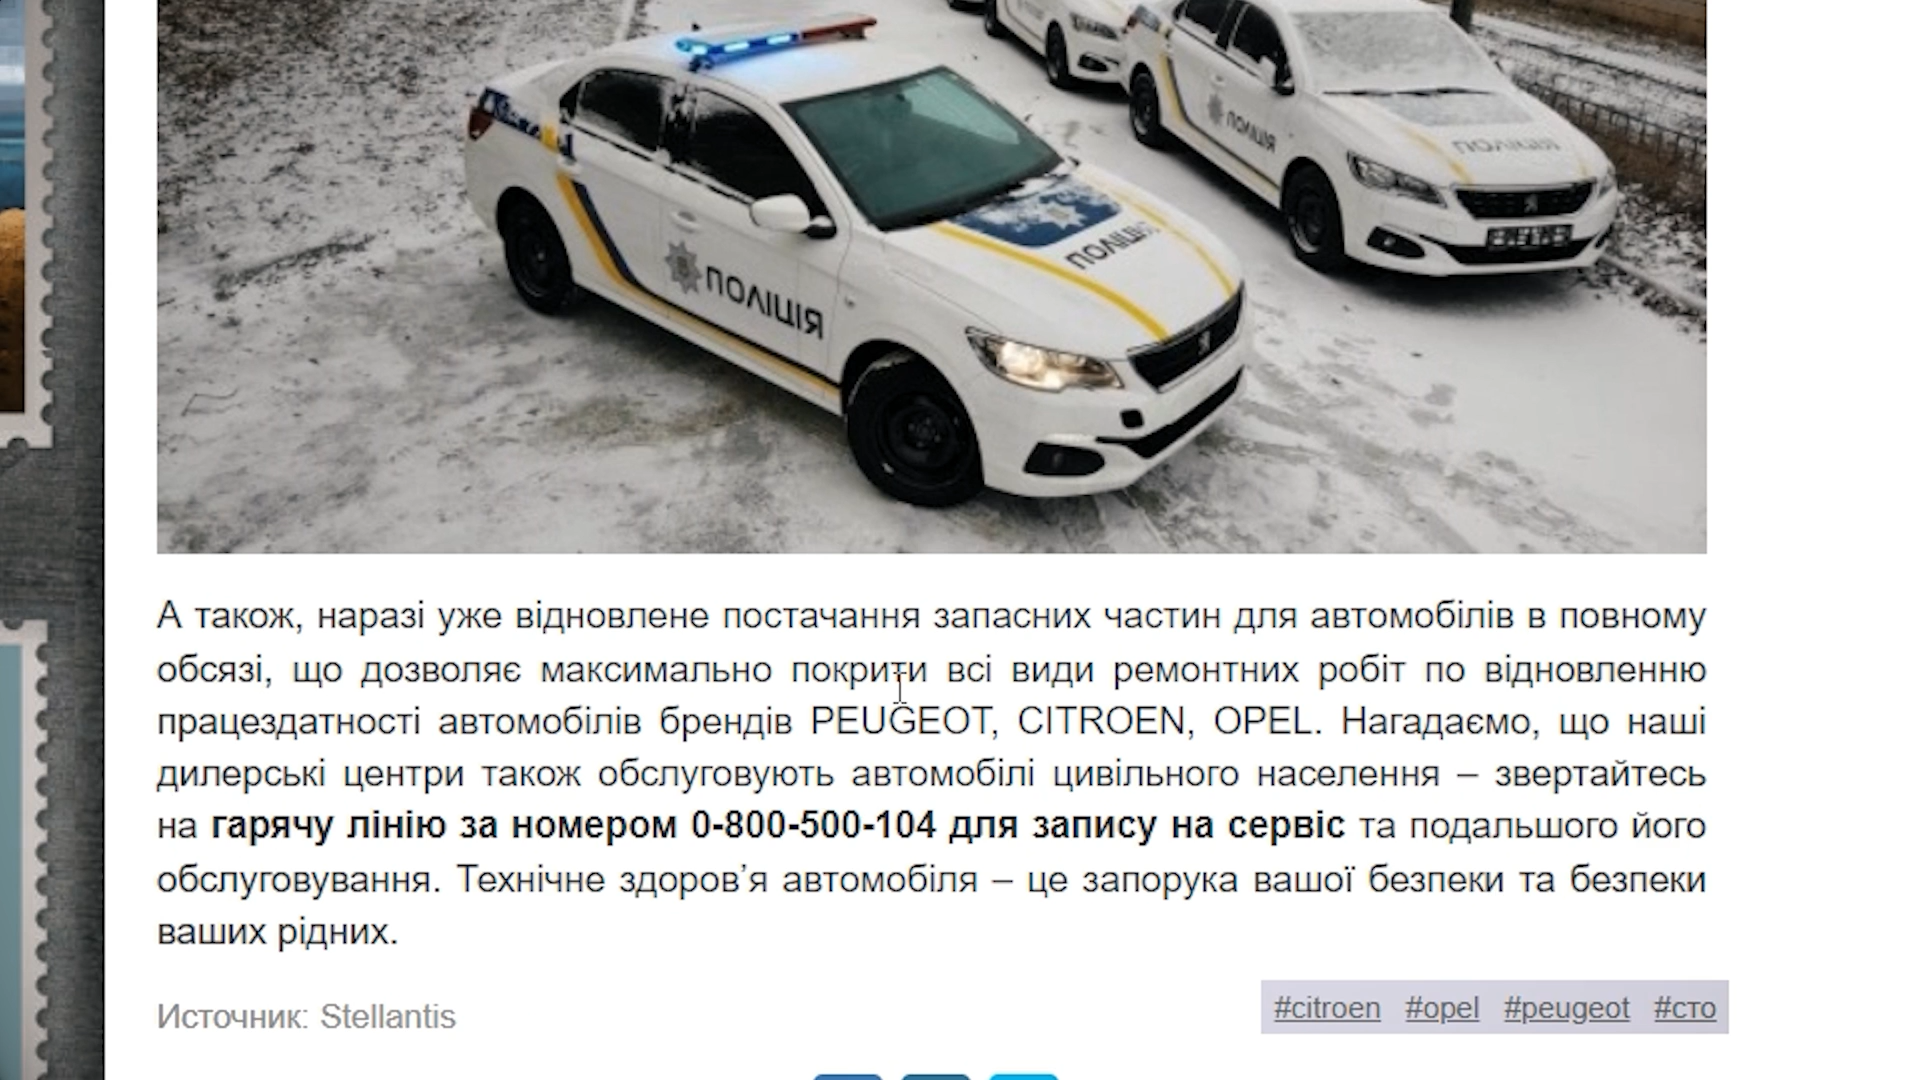 ПОЛІЦІЯ
ПОЛІЦІЯ
ПОЛІЦІЯ
ПОЛІЦІЯ
А також, наразі уже відновлене постачання запасних частин для автомобілів в повному
обсязі, що дозволяє максимально покрити всі види ремонтних робіт по відновленню
працездатності автомобілів брендів PEUGEOT, CITROEN, OPEL. Нагадаємо, що наші
дилерські центри також обслуговують автомобілі цивільного населення – звертайтесь
на гарячу лінію за номером 0-800-500-104 для запису на сервіс та подальшого його
обслуговування. Технічне здоров’я автомобіля – це запорука вашої безпеки та безпеки
ваших рідних.
Источник: Stellantis
#citroen #opel #peugeot #сто